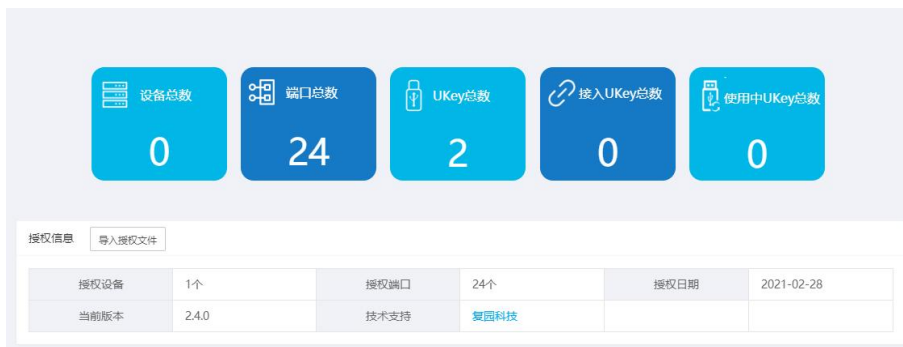 设备总数
0
端口总数
24
UKey总数
2
接入UKey总数
0
使用中UKey总数
0
授权信息 导入授权文件
授权设备 1个 授权端口 24个 授权日期 2021-02-28
当前版本 2.4.0 技术支持 复园科技